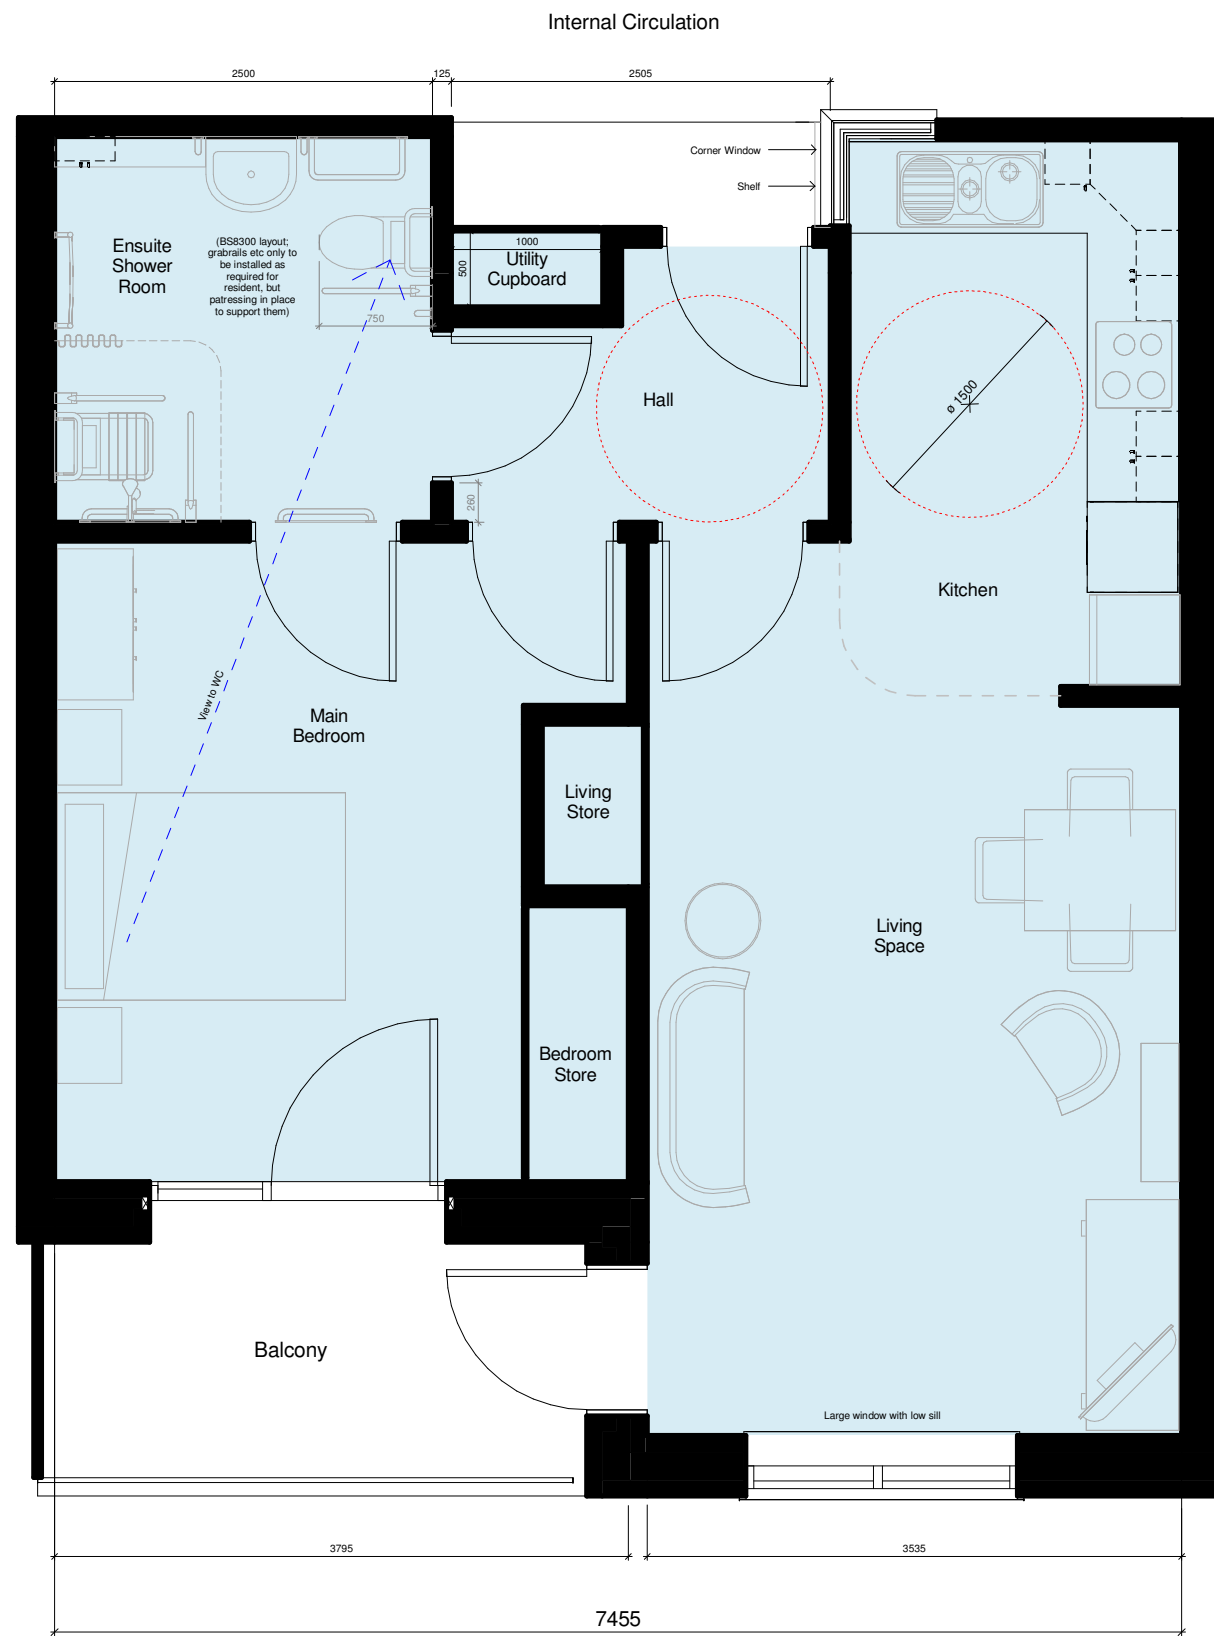 Internal Circulation
2500
125
2505
Corner Window
Shelf
Ensuite
Shower
Room
(BS8300 layout;
grabrails etc only to
be installed as
required for
resident, but
patressing in place
to support them)
750
1000
500
Utility
Cupboard
Hall
ø 1500
260
Kitchen
View to WC
Main
Bedroom
Living
Store
Living
Space
Bedroom
Store
Balcony
Large window with low sill
3795
3535
7455